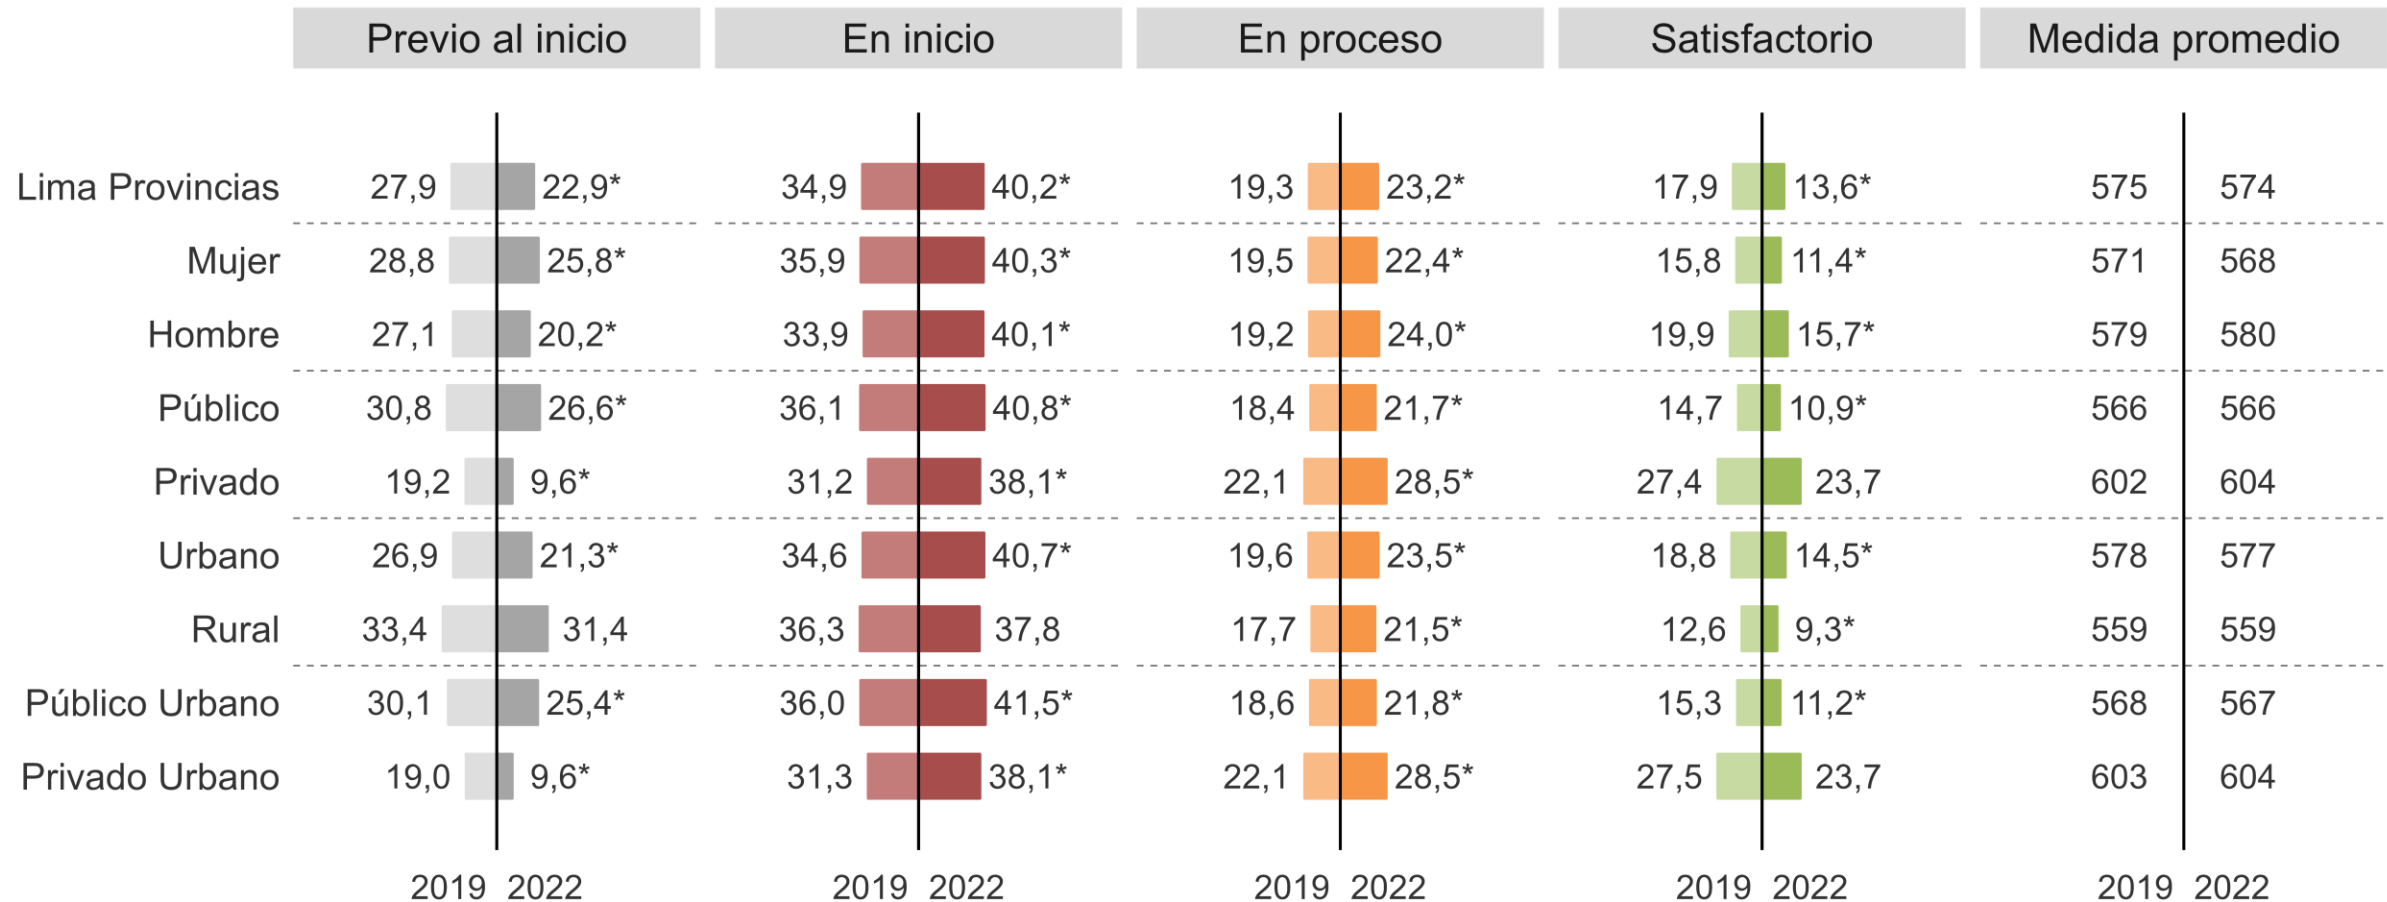 Previo al inicio En inicio En proceso Satisfactorio Medida promedio
Lima Provincias 27,9 22,9* 34,9 40,2* 19,3 23,2* 17,9 13,6* 575 574
Mujer 28,8 25,8* 35,9 40,3* 19,5 22,4* 15,8 11,4* 571 568
Hombre 27,1 20,2* 33,9 40,1* 19,2 24,0* 19,9 15,7* 579 580
Público 30,8 26,6* 36,1 40,8* 18,4 21,7* 14,7 10,9* 566 566
Privado 19,2 9,6* 31,2 38,1* 22,1 28,5* 27,4 23,7 602 604
Urbano 26,9 21,3* 34,6 40,7* 19,6 23,5* 18,8 14,5* 578 577
Rural 33,4 31,4 36,3 37,8 17,7 21,5* 12,6 9,3* 559 559
Público Urbano 30,1 25,4* 36,0 41,5* 18,6 21,8* 15,3 11,2* 568 567
Privado Urbano 19,0 9,6* 31,3 38,1* 22,1 28,5* 27,5 23,7 603 604
2019 2022 2019 2022 2019 2022 2019 2022 2019 2022